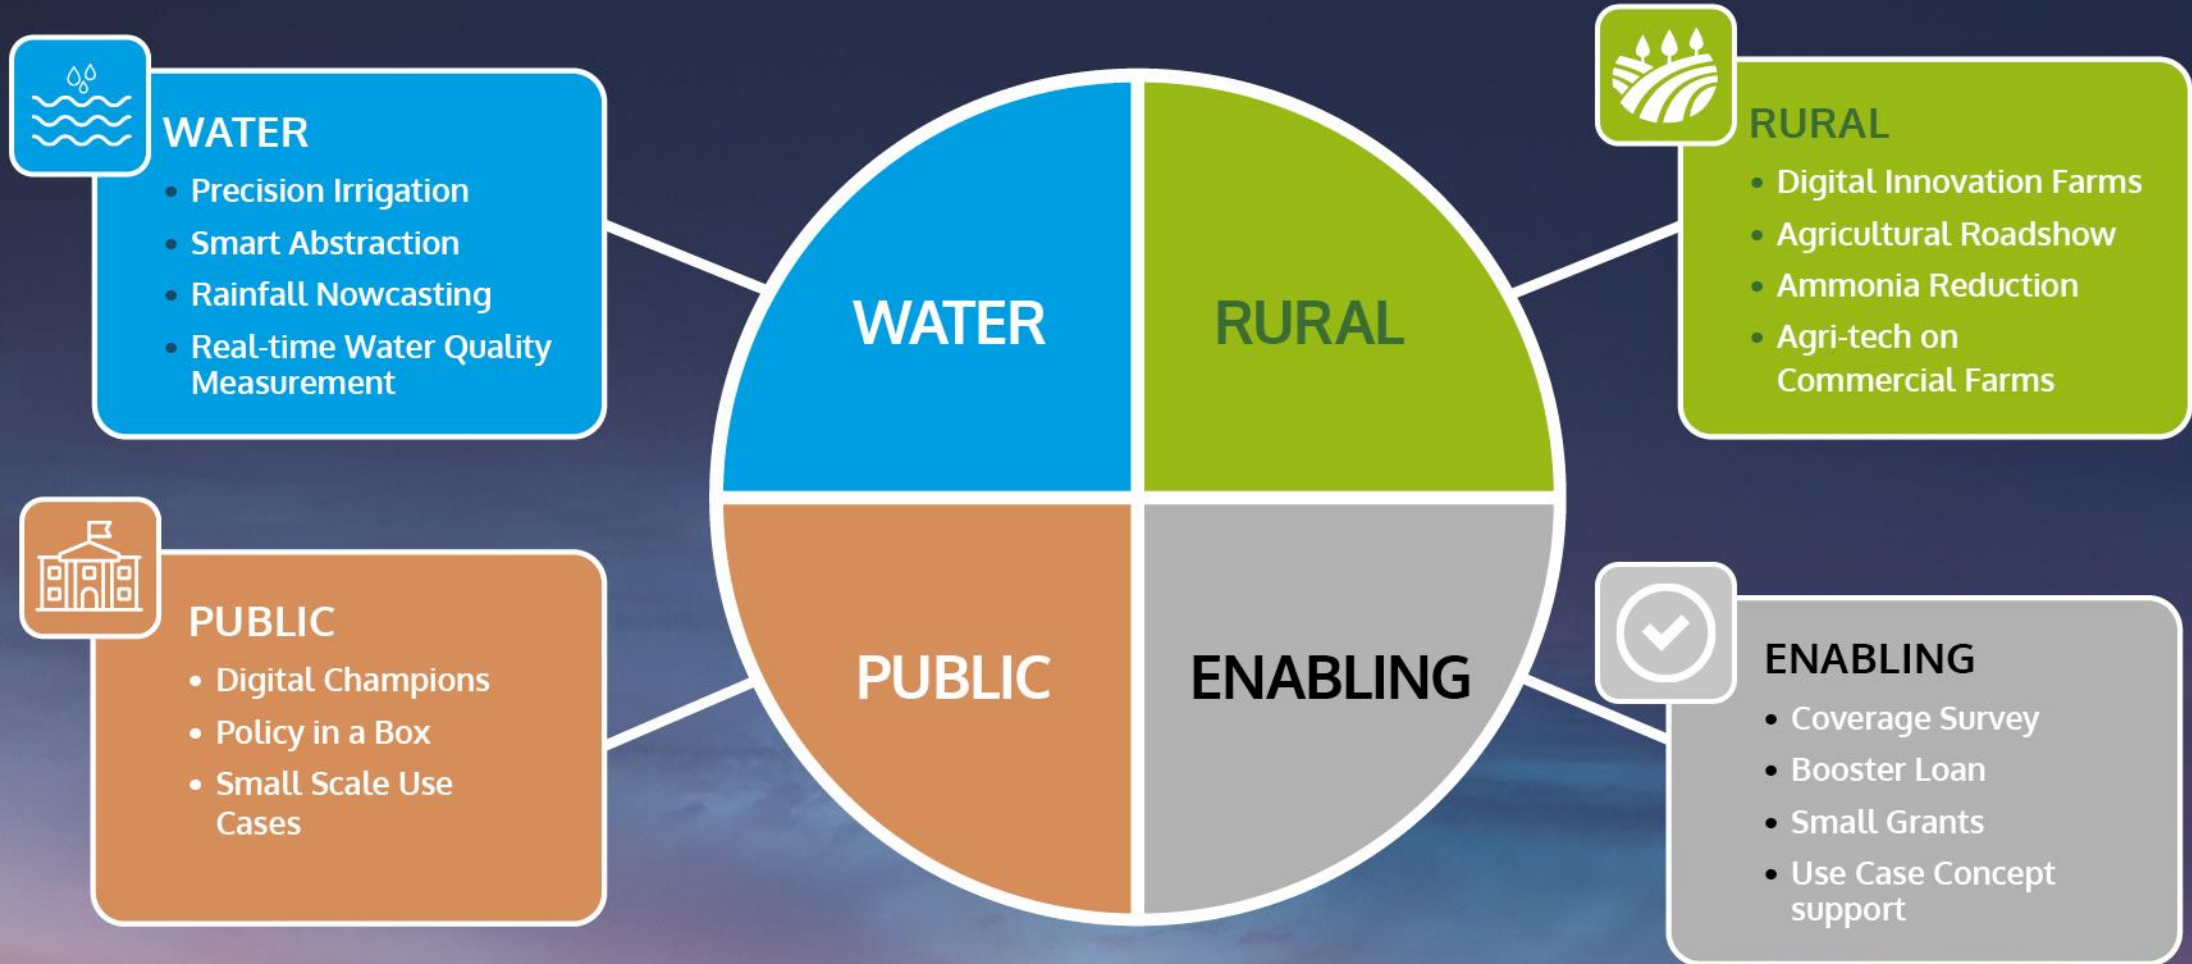 WATER
• Precision Irrigation
• Smart Abstraction
• Rainfall Nowcasting
• Real-time Water Quality
Measurement
RURAL
• Digital Innovation Farms
• Agricultural Roadshow
• Ammonia Reduction
• Agri-tech on
Commercial Farms
WATER
RURAL
PUBLIC
ENABLING
PUBLIC
• Digital Champions
• Policy in a Box
• Small Scale Use
Cases
ENABLING
• Coverage Survey
• Booster Loan
• Small Grants
• Use Case Concept
support